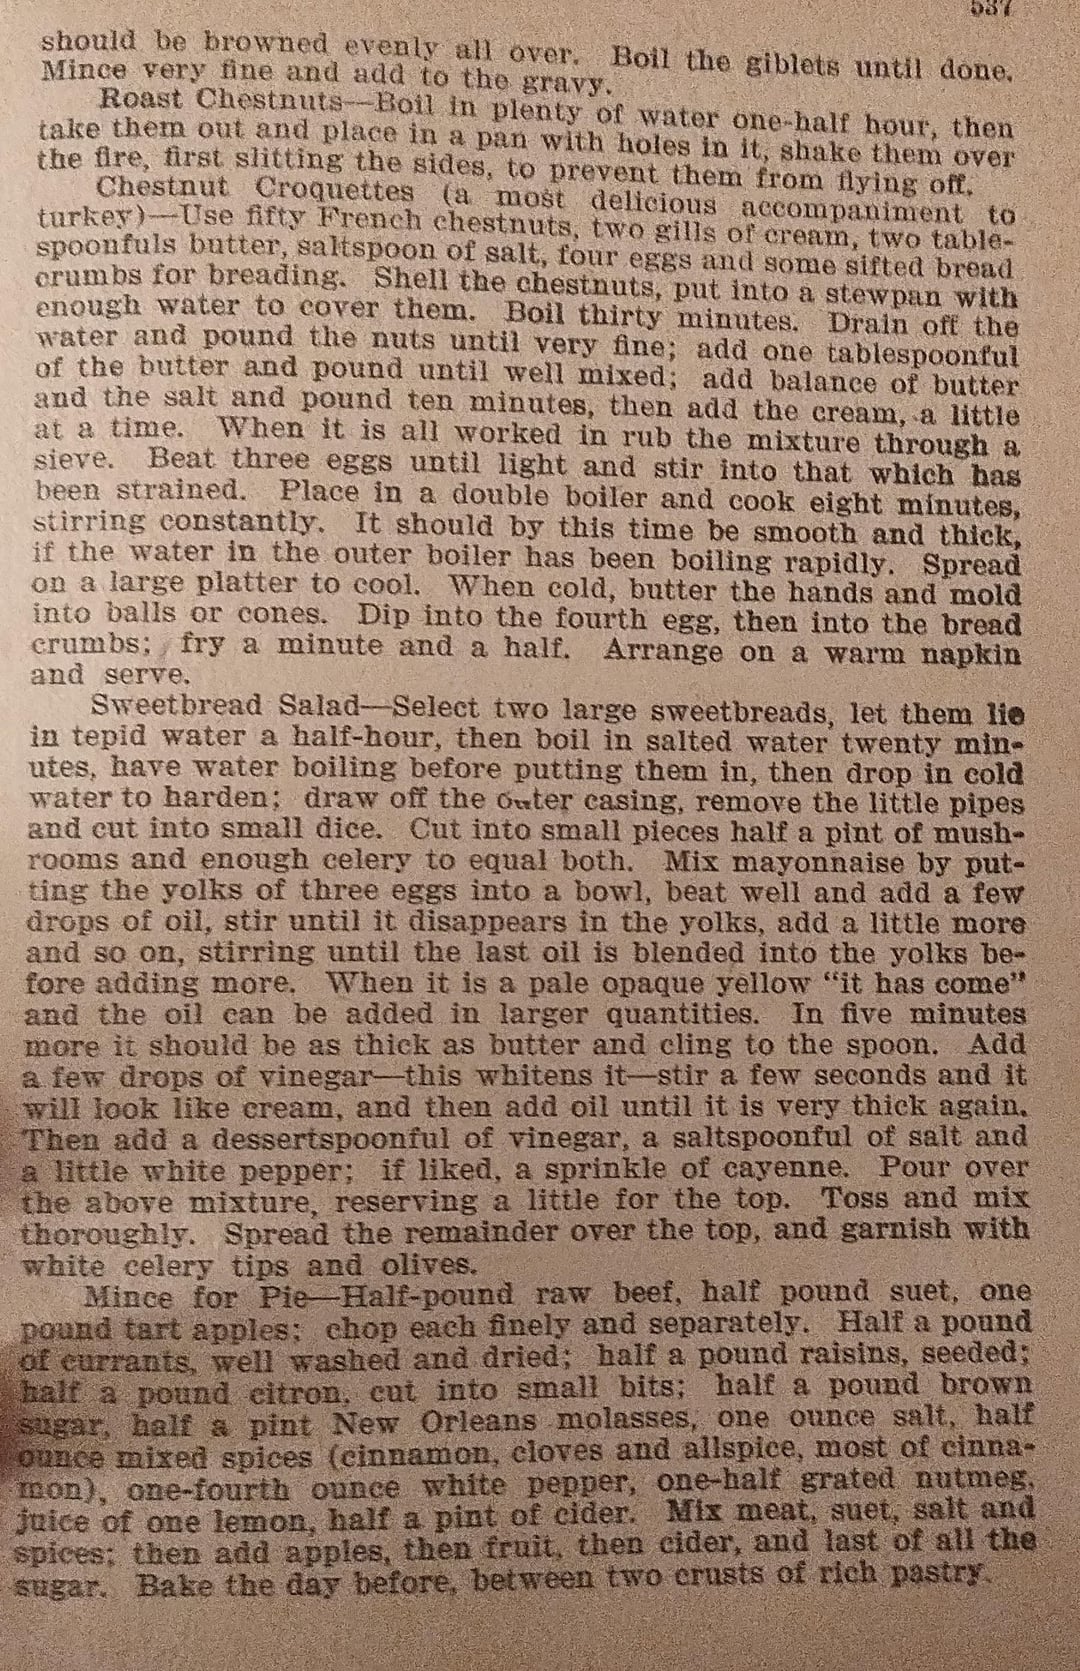 537
should be browned evenly all over. Boil the giblets until done.
Mince very fine and add to the gravy.
Roast Chestnuts—Boil in plenty of water one-half hour, then
take them out and place in a pan with holes in it, shake them over
the fire, first slitting the sides, to prevent them from flying off.
Chestnut Croquettes (a most delicious accompaniment to
turkey)—Use fifty French chestnuts, two gills of cream, two table-
spoonfuls butter, saltspoon of salt, four eggs and some sifted bread
crumbs for breading. Shell the chestnuts, put into a stewpan with
enough water to cover them. Boil thirty minutes. Drain off the
water and pound the nuts until very fine; add one tablespoonful
of the butter and pound until well mixed; add balance of butter
and the salt and pound ten minutes, then add the cream, a little
at a time. When it is all worked in rub the mixture through a
sieve. Beat three eggs until light and stir into that which has
been strained. Place in a double boiler and cook eight minutes,
stirring constantly. It should by this time be smooth and thick,
if the water in the outer boiler has been boiling rapidly. Spread
on a large platter to cool. When cold, butter the hands and mold
into balls or cones. Dip into the fourth egg, then into the bread
crumbs; fry a minute and a half. Arrange on a warm napkin
and serve.
Sweetbread Salad—Select two large sweetbreads, let them lie
in tepid water a half-hour, then boil in salted water twenty min-
utes, have water boiling before putting them in, then drop in cold
water to harden; draw off the outer casing, remove the little pipes
and cut into small dice. Cut into small pieces half a pint of mush-
rooms and enough celery to equal both. Mix mayonnaise by put-
ting the yolks of three eggs into a bowl, beat well and add a few
drops of oil, stir until it disappears in the yolks, add a little more
and so on, stirring until the last oil is blended into the yolks be-
fore adding more. When it is a pale opaque yellow "it has come"
and the oil can be added in larger quantities. In five minutes
more it should be as thick as butter and cling to the spoon. Add
a few drops of vinegar—this whitens it—stir a few seconds and it
will look like cream, and then add oil until it is very thick again.
Then add a dessertspoonful of vinegar, a saltspoonful of salt and
a little white pepper; if liked, a sprinkle of cayenne. Pour over
the above mixture, reserving a little for the top. Toss and mix
thoroughly. Spread the remainder over the top, and garnish with
white celery tips and olives.
Mince for Pie—Half-pound raw beef, half pound suet, one
pound tart apples; chop each finely and separately. Half a pound
of currants, well washed and dried; half a pound raisins, seeded;
half a pound citron, cut into small bits; half a pound brown
sugar, half a pint New Orleans molasses, one ounce salt, half
ounce mixed spices (cinnamon, cloves and allspice, most of cinna-
mon), one-fourth ounce white pepper, one-half grated nutmeg,
juice of one lemon, half a pint of cider. Mix meat, suet, salt and
spices; then add apples, then fruit, then cider, and last of all the
sugar. Bake the day before, between two crusts of rich pastry.